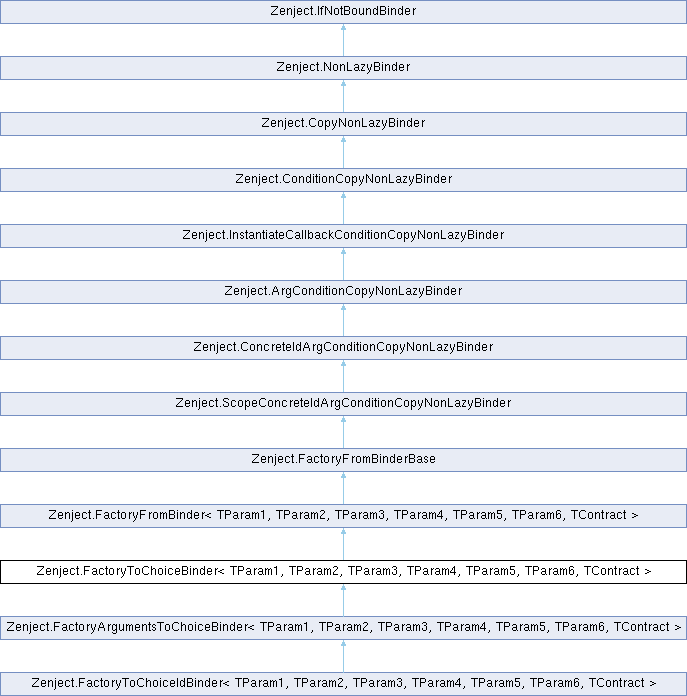 Zenject.IfNotBoundBinder
Zenject.NonLazyBinder
Zenject.CopyNonLazyBinder
Zenject.ConditionCopyNonLazyBinder
Zenject.InstantiateCallbackConditionCopyNonLazyBinder
Zenject.ArgConditionCopyNonLazyBinder
Zenject.ConcreteIdArgConditionCopyNonLazyBinder
Zenject.ScopeConcreteIdArgConditionCopyNonLazyBinder
Zenject.FactoryFromBinderBase
Zenject.FactoryFromBinder< TParam1, TParam2, TParam3, TParam4, TParam5, TParam6, TContract >
Zenject.FactoryToChoiceBinder< TParam1, TParam2, TParam3, TParam4, TParam5, TParam6, TContract >
Zenject.FactoryArgumentsToChoiceBinder< TParam1, TParam2, TParam3, TParam4, TParam5, TParam6, TContract >
Zenject.FactoryToChoiceIdBinder< TParam1, TParam2, TParam3, TParam4, TParam5, TParam6, TContract >